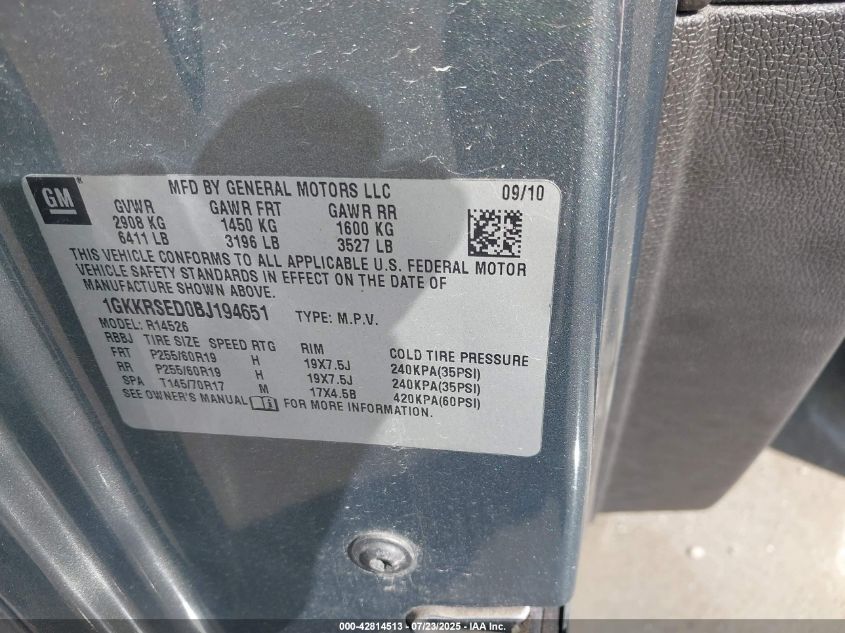 GM
MFD BY GENERAL MOTORS LLC 09/10
GVWR GAWR FRT GAWR RR
2908 KG 1450 KG 1600 KG
6411 LB 3196 LB 3527 LB
THIS VEHICLE CONFORMS TO ALL APPLICABLE U.S. FEDERAL MOTOR
VEHICLE SAFETY STANDARDS IN EFFECT ON THE DATE OF
MANUFACTURE SHOWN ABOVE.
1GKKRSED0BJ194651 TYPE: M.P.V.
MODEL: R14526
RBBJ TIRE SIZE SPEED RTG RIM COLD TIRE PRESSURE
FRT P255/60R19 H 19X7.5J 240KPA(35PSI)
RR P255/60R19 H 19X7.5J 240KPA(35PSI)
SPA T145/70R17 M 17X4.5B 420KPA(60PSI)
SEE OWNER'S MANUAL FOR MORE INFORMATION.
000-42814513 - 07/23/2025 - IAA, Inc.